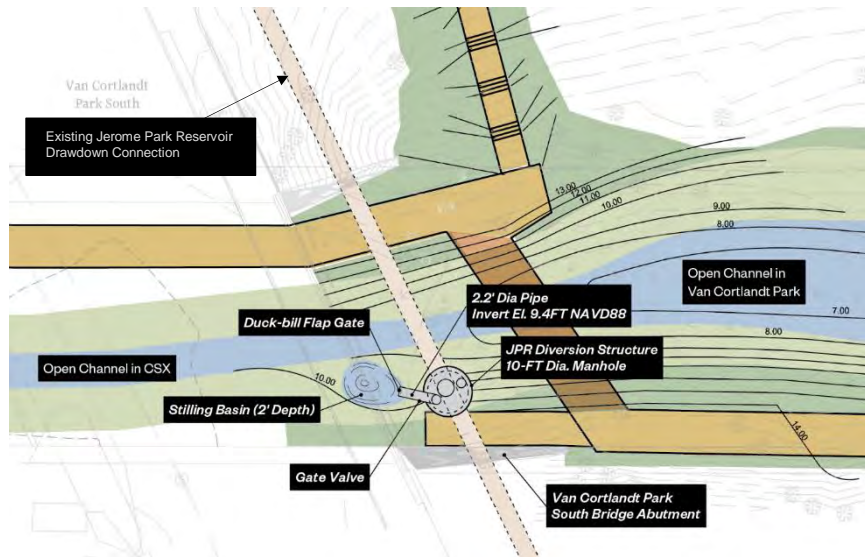 Van Cortlandt
Park South
Existing Jerome Park Reservoir
Drawdown Connection
13.00
12.00
11.00
10.00
9.00
8.00
Open Channel in
Van Cortlandt Park
2.2' Dia Pipe
Invert El. 9.4FT NAVD88
7.00
Duck-bill Flap Gate
8.00
JPR Diversion Structure
10-FT Dia. Manhole
Open Channel in CSX
10.00
Stilling Basin (2' Depth)
14.00
Gate Valve
Van Cortlandt Park
South Bridge Abutment